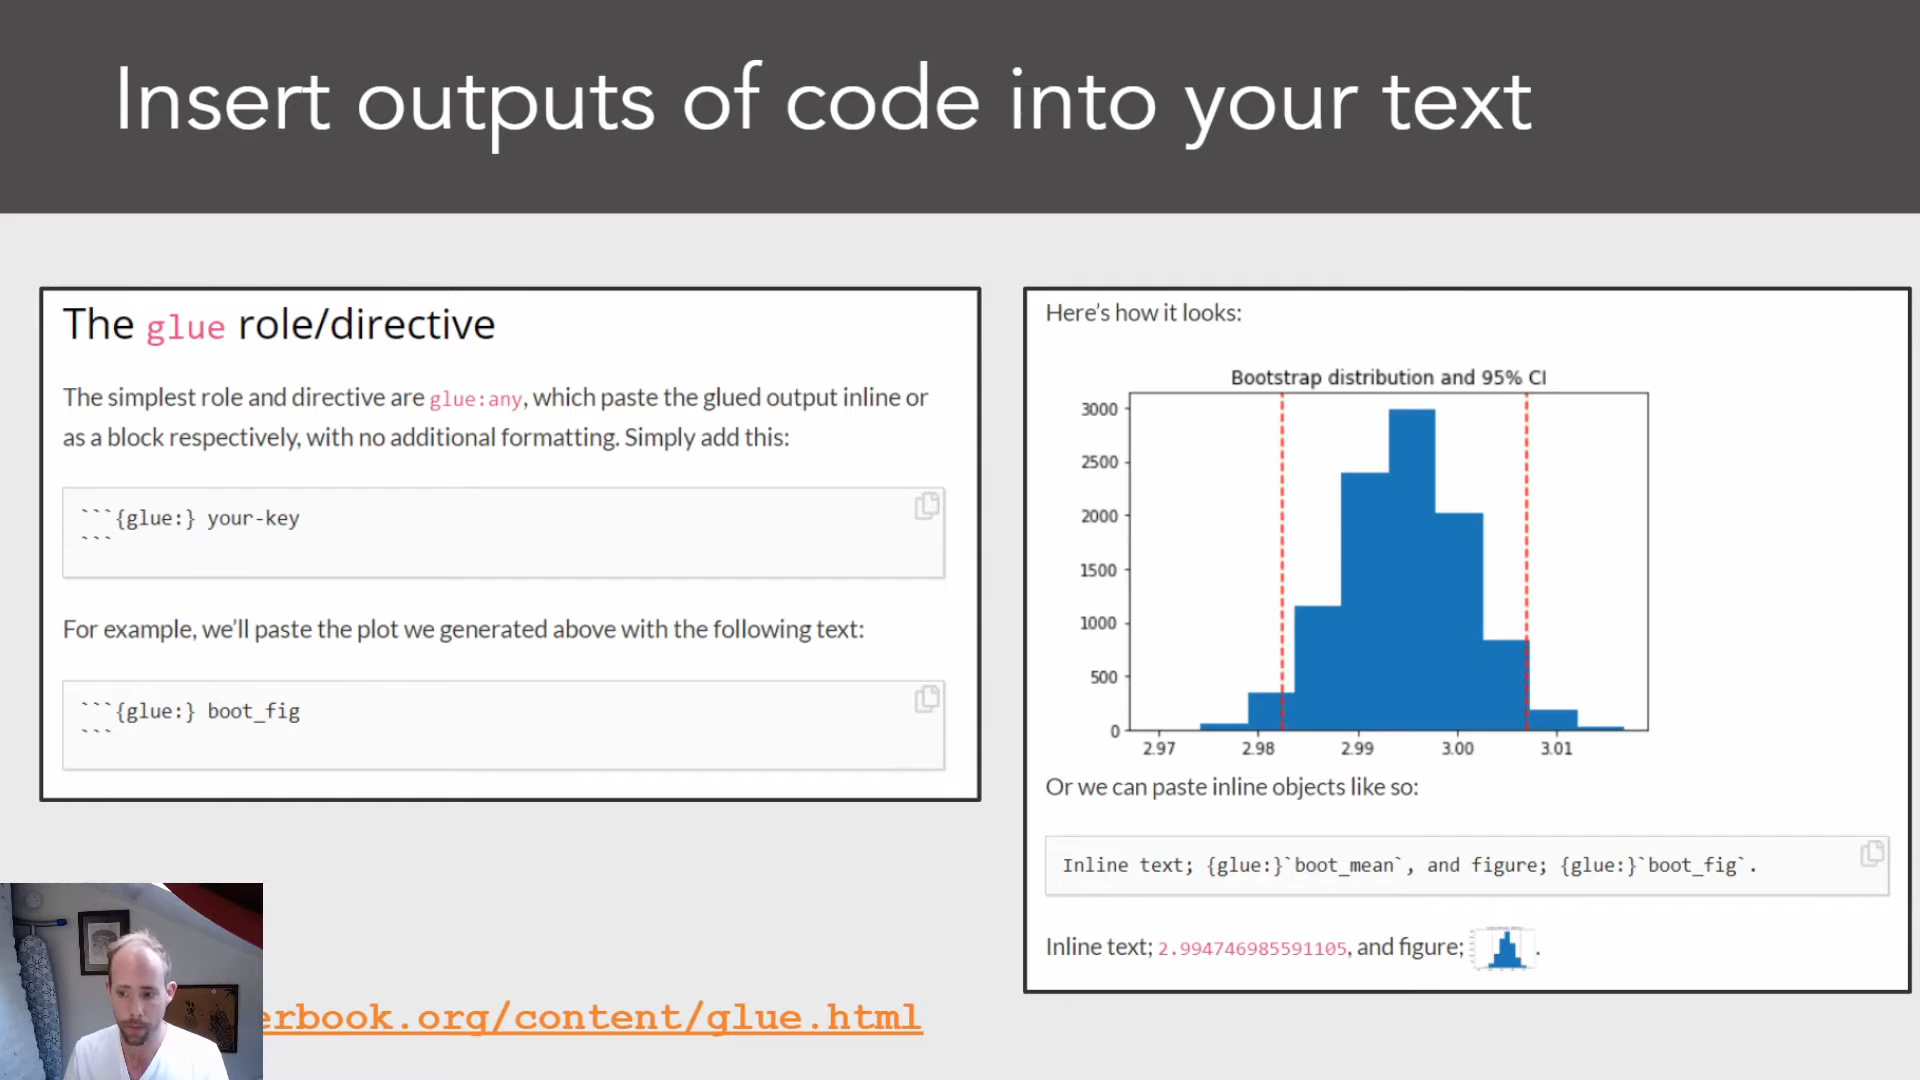 Insert outputs of code into your text
The glue role/directive
The simplest role and directive are glue:any, which paste the glued output inline or
as a block respectively, with no additional formatting. Simply add this:
```{glue:} your-key
```
For example, we'll paste the plot we generated above with the following text:
```{glue:} boot_fig
```
Here's how it looks:
Bootstrap distribution and 95% CI
3000
2500
2000
1500
1000
500
0
2.97 2.98 2.99 3.00 3.01
Or we can paste inline objects like so:
Inline text; {glue:}`boot_mean`, and figure; {glue:}`boot_fig`.
Inline text; 2.994746985591105, and figure; .
erbook.org/content/glue.html